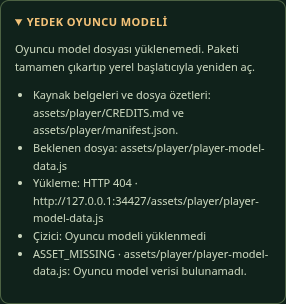 ▼ YEDEK OYUNCU MODELİ
Oyuncu model dosyası yüklenemedi. Paketi
tamamen çıkartıp yerel başlatıcıyla yeniden aç.
• Kaynak belgeleri ve dosya özetleri:
assets/player/CREDITS.md ve
assets/player/manifest.json.
• Beklenen dosya: assets/player/player-model-
data.js
• Yükleme: HTTP 404 ·
http://127.0.0.1:34427/assets/player/player-
model-data.js
• Çizici: Oyuncu modeli yüklenmedi
• ASSET_MISSING · assets/player/player-model-
data.js: Oyuncu modeli verisi bulunamadı.